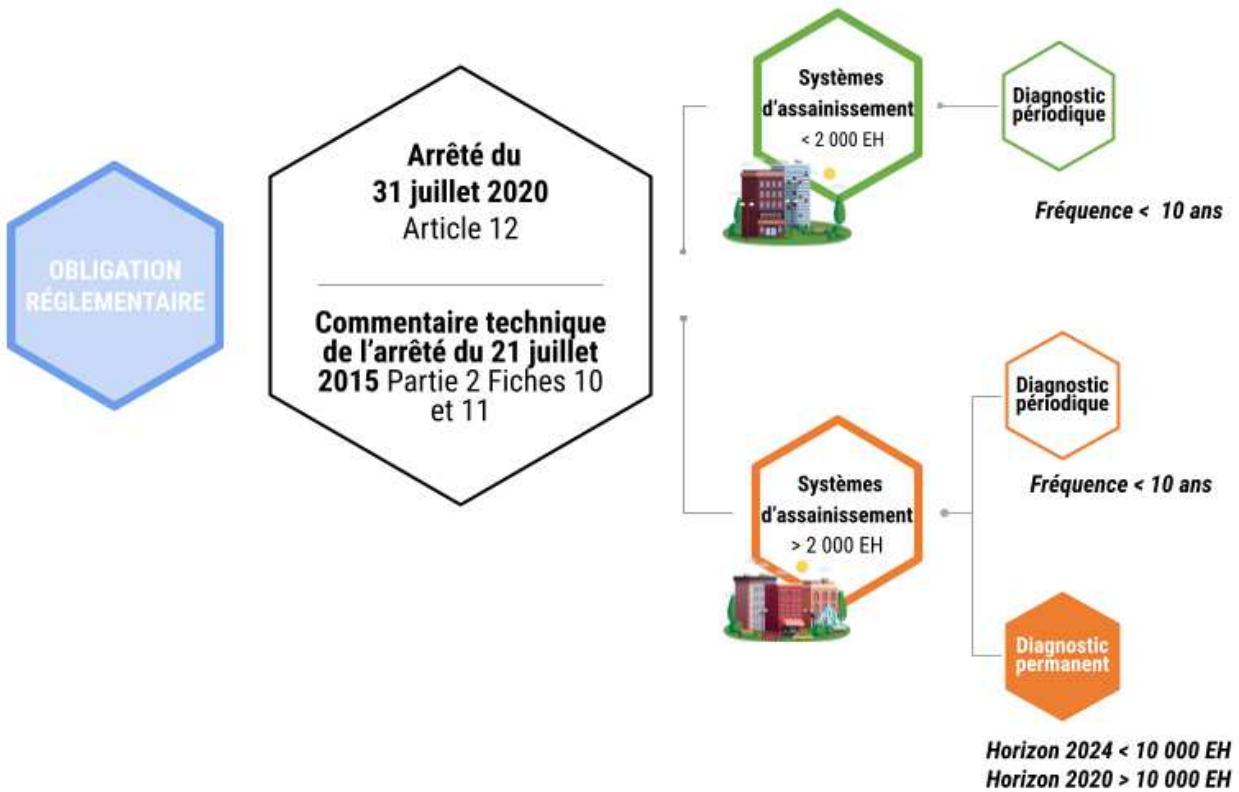 OBLIGATION
RÉGLEMENTAIRE
Arrêté du
31 juillet 2020
Article 12
Commentaire technique
de l'arrêté du 21 juillet
2015 Partie 2 Fiches 10
et 11
Systèmes
d'assainissement
< 2 000 EH
Diagnostic
périodique
Fréquence < 10 ans
Systèmes
d'assainissement
> 2 000 EH
Diagnostic
périodique
Fréquence < 10 ans
Diagnostic
permanent
Horizon 2024 < 10 000 EH
Horizon 2020 > 10 000 EH